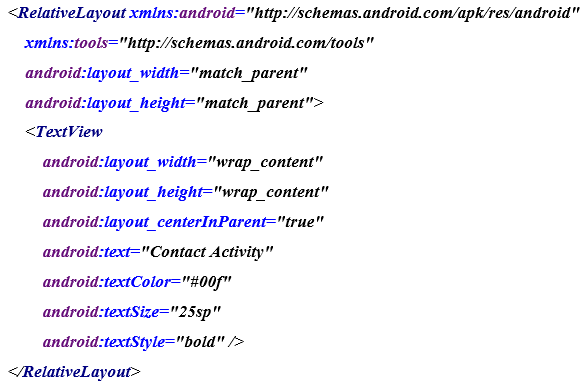 <RelativeLayout xmlns:android="http://schemas.android.com/apk/res/android"
xmlns:tools="http://schemas.android.com/tools"
android:layout_width="match_parent"
android:layout_height="match_parent">
<TextView
android:layout_width="wrap_content"
android:layout_height="wrap_content"
android:layout_centerInParent="true"
android:text="Contact Activity"
android:textColor="#00f"
android:textSize="25sp"
android:textStyle="bold" />
</RelativeLayout>